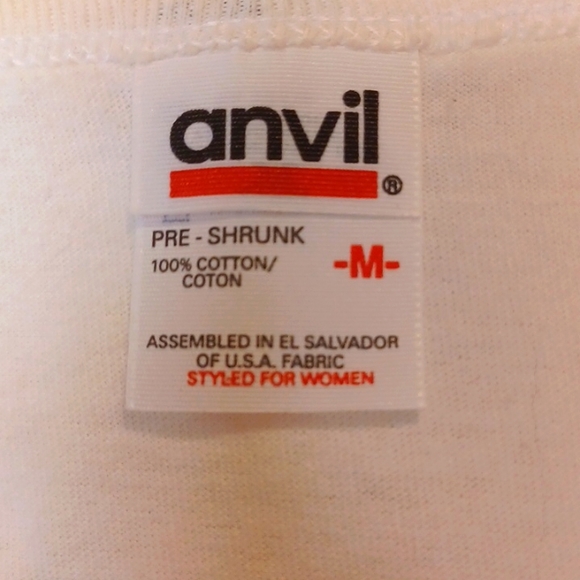 anvil®
PRE - SHRUNK
100% COTTON/
COTON
-M-
ASSEMBLED IN EL SALVADOR
OF U.S.A. FABRIC
STYLED FOR WOMEN